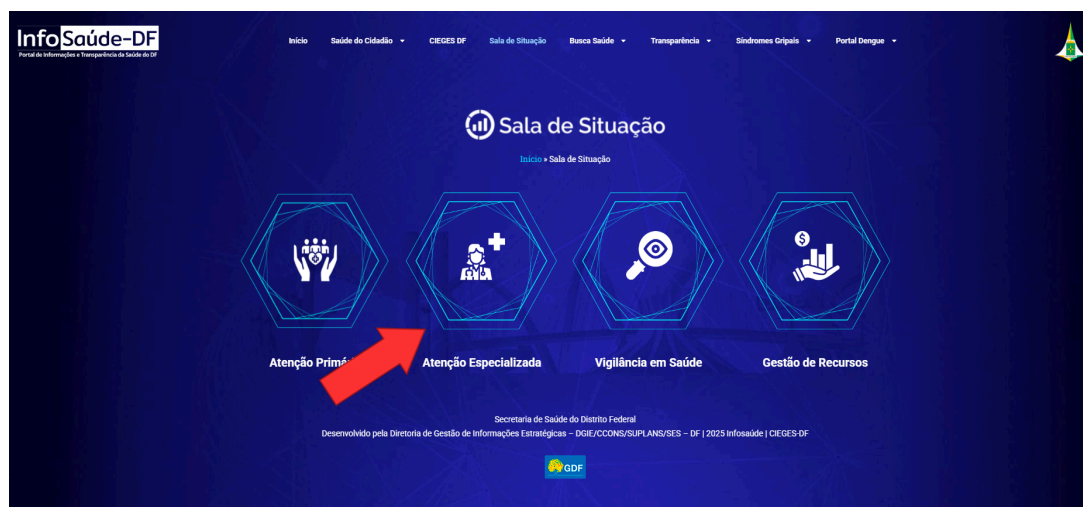 InfoSaúde-DF
Portal de Informações e Transparência da Saúde do DF
Início Saúde do Cidadão CIEGES DF Sala de Situação Busca Saúde Transparência Síndromes Gripais Portal Dengue
Sala de Situação
Início » Sala de Situação
Atenção Atenção Especializada Vigilância em Saúde Gestão de Recursos
Secretaria de Saúde do Distrito Federal
Desenvolvido pela Diretoria de Gestão de Informações Estratégicas – DGIE/CCONS/SUPLANS/SES – DF | 2025 Infosaúde | CIEGES-DF
GDF